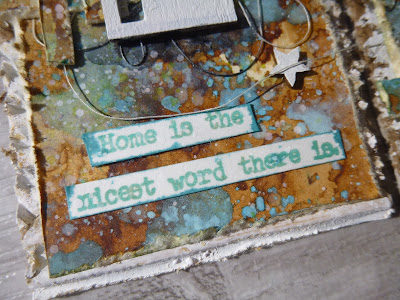 Home is the
nicest word there is.